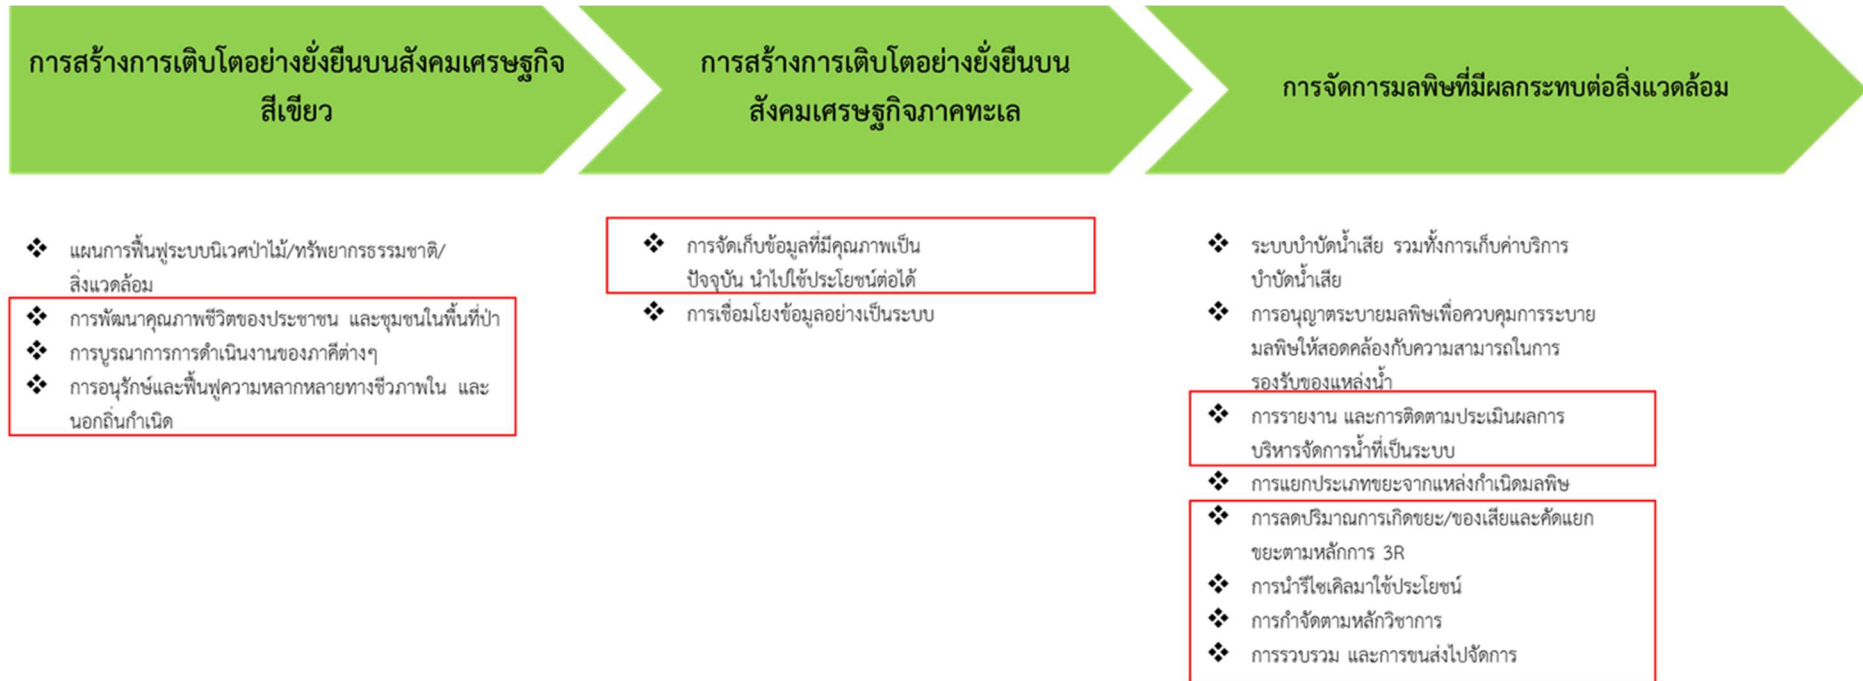 การสร้างการเติบโตอย่างยั่งยืนบนสังคมเศรษฐกิจ
สีเขียว
การสร้างการเติบโตอย่างยั่งยืนบน
สังคมเศรษฐกิจภาคทะเล
การจัดการมลพิษที่มีผลกระทบต่อสิ่งแวดล้อม
❖ แผนการฟื้นฟูระบบนิเวศป่าไม้/ทรัพยากรธรรมชาติ/
สิ่งแวดล้อม
❖ การพัฒนาคุณภาพชีวิตของประชาชน และชุมชนในพื้นที่ป่า
❖ การบูรณาการการดำเนินงานของภาคีต่างๆ
❖ การอนุรักษ์และฟื้นฟูความหลากหลายทางชีวภาพใน และ
นอกถิ่นกำเนิด
❖ การจัดเก็บข้อมูลที่มีคุณภาพเป็น
ปัจจุบัน นำไปใช้ประโยชน์ต่อได้
❖ การเชื่อมโยงข้อมูลอย่างเป็นระบบ
❖ ระบบบำบัดน้ำเสีย รวมทั้งการเก็บค่าบริการ
บำบัดน้ำเสีย
❖ การอนุญาตระบายมลพิษเพื่อควบคุมการระบาย
มลพิษให้สอดคล้องกับความสามารถในการ
รองรับของแหล่งน้ำ
❖ การรายงาน และการติดตามประเมินผลการ
บริหารจัดการน้ำที่เป็นระบบ
❖ การแยกประเภทขยะจากแหล่งกำเนิดมลพิษ
❖ การลดปริมาณการเกิดขยะ/ของเสียและคัดแยก
ขยะตามหลักการ 3R
❖ การนำรีไซเคิลมาใช้ประโยชน์
❖ การกำจัดตามหลักวิชาการ
❖ การรวบรวม และการขนส่งไปจัดการ